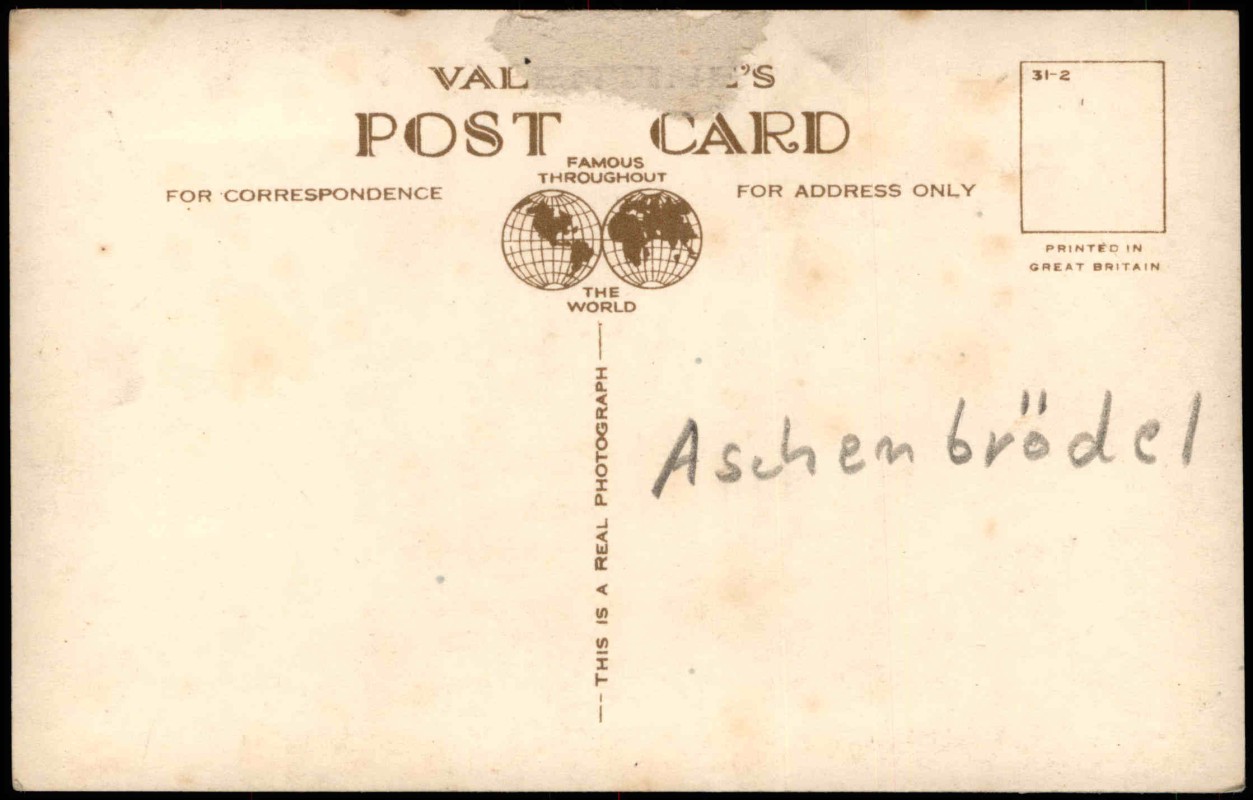 VALENTINE'S
POST CARD
FAMOUS
THROUGHOUT
FOR CORRESPONDENCE
FOR ADDRESS ONLY
THE
WORLD
31-2
PRINTED IN
GREAT BRITAIN
THIS IS A REAL PHOTOGRAPH
Aschenbrödel